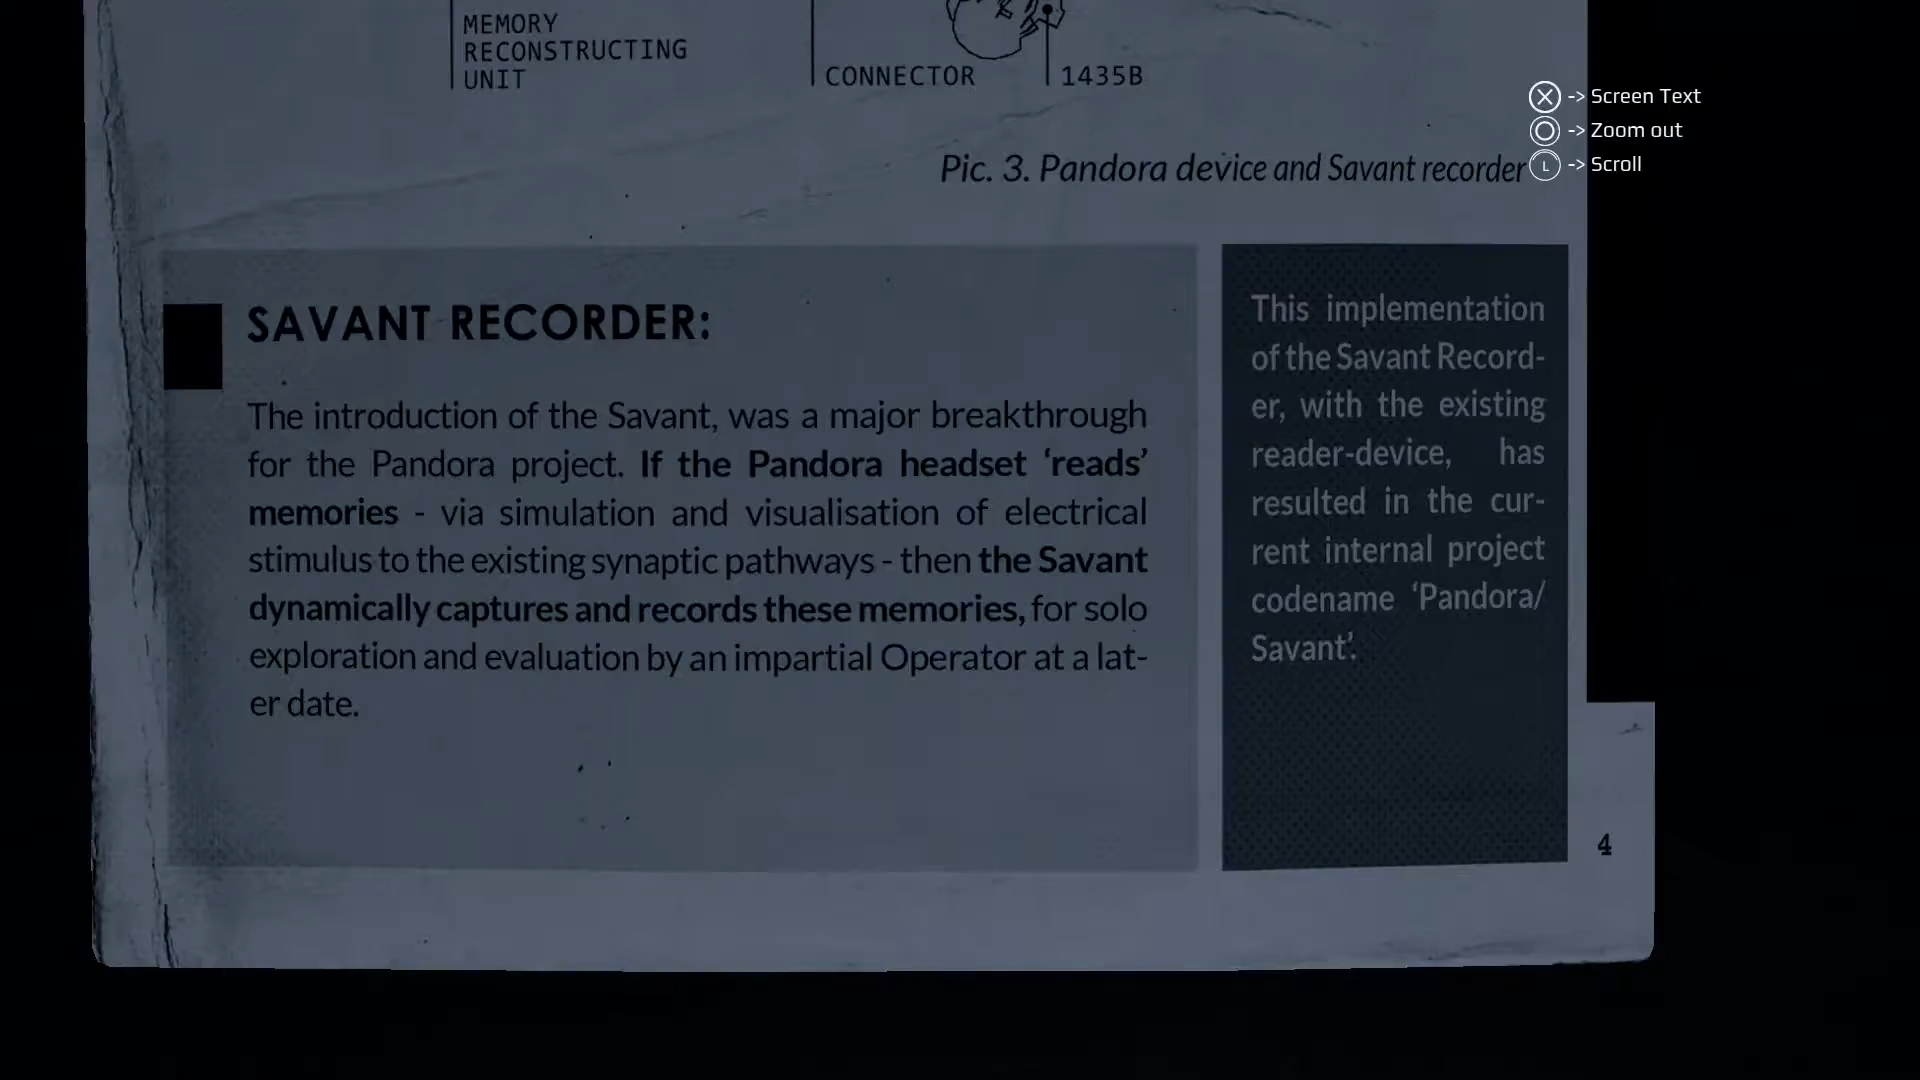 MEMORY
RECONSTRUCTING
UNIT
CONNECTOR
1435B
-> Screen Text
-> Zoom out
L -> Scroll
Pic. 3. Pandora device and Savant recorder
SAVANT RECORDER:
The introduction of the Savant, was a major breakthrough
for the Pandora project. If the Pandora headset ‘reads’
memories - via simulation and visualisation of electrical
stimulus to the existing synaptic pathways - then the Savant
dynamically captures and records these memories, for solo
exploration and evaluation by an impartial Operator at a lat-
er date.
This implementation
of the Savant Record-
er, with the existing
reader-device, has
resulted in the cur-
rent internal project
codename ‘Pandora/
Savant’.
4